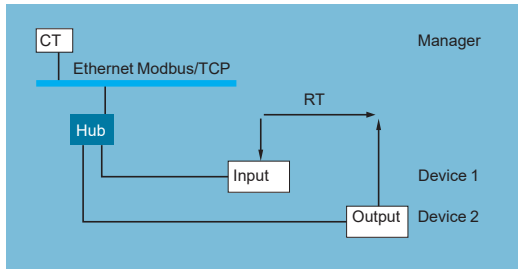 CT
Manager
Ethernet Modbus/TCP
RT
Hub
Input
Device 1
Output
Device 2